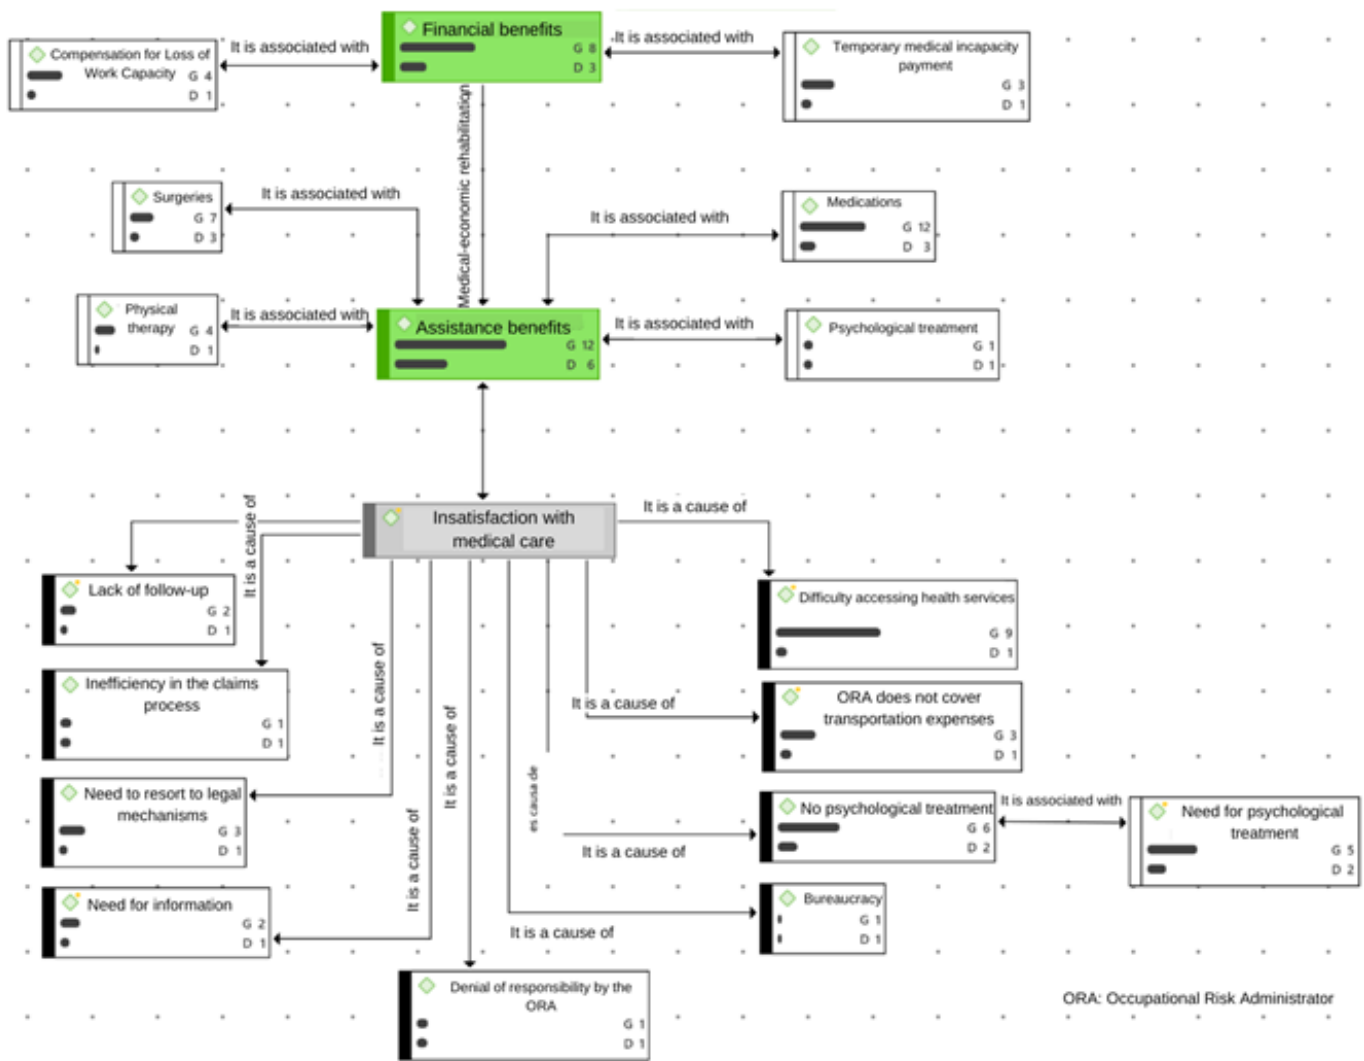 Financial benefits
G 8
D 3
It is associated with
Compensation for Loss of
Work Capacity
G 4
D 1
It is associated with
Temporary medical incapacity
payment
G 3
D 1
Medical-economic rehabilitation
Surgeries
G 7
D 3
It is associated with
It is associated with
Medications
G 12
D 3
Physical
therapy
G 4
D 1
It is associated with
Assistance benefits
G 12
D 6
It is associated with
Psychological treatment
G 1
D 1
Insatisfaction with
medical care
It is a cause of
It is a cause of
Lack of follow-up
G 2
D 1
Difficulty accessing health services
G 9
D 1
Inefficiency in the claims
process
G 1
D 1
It is a cause of
It is a cause of
It is a cause of
ORA does not cover
transportation expenses
G 3
D 1
Need to resort to legal
mechanisms
G 3
D 1
It is a cause of
es causa de
It is a cause of
No psychological treatment
G 6
D 2
It is associated with
Need for psychological
treatment
G 5
D 2
Need for information
G 2
D 1
It is a cause of
Bureaucracy
G 1
D 1
Denial of responsibility by the
ORA
G 1
D 1
ORA: Occupational Risk Administrator